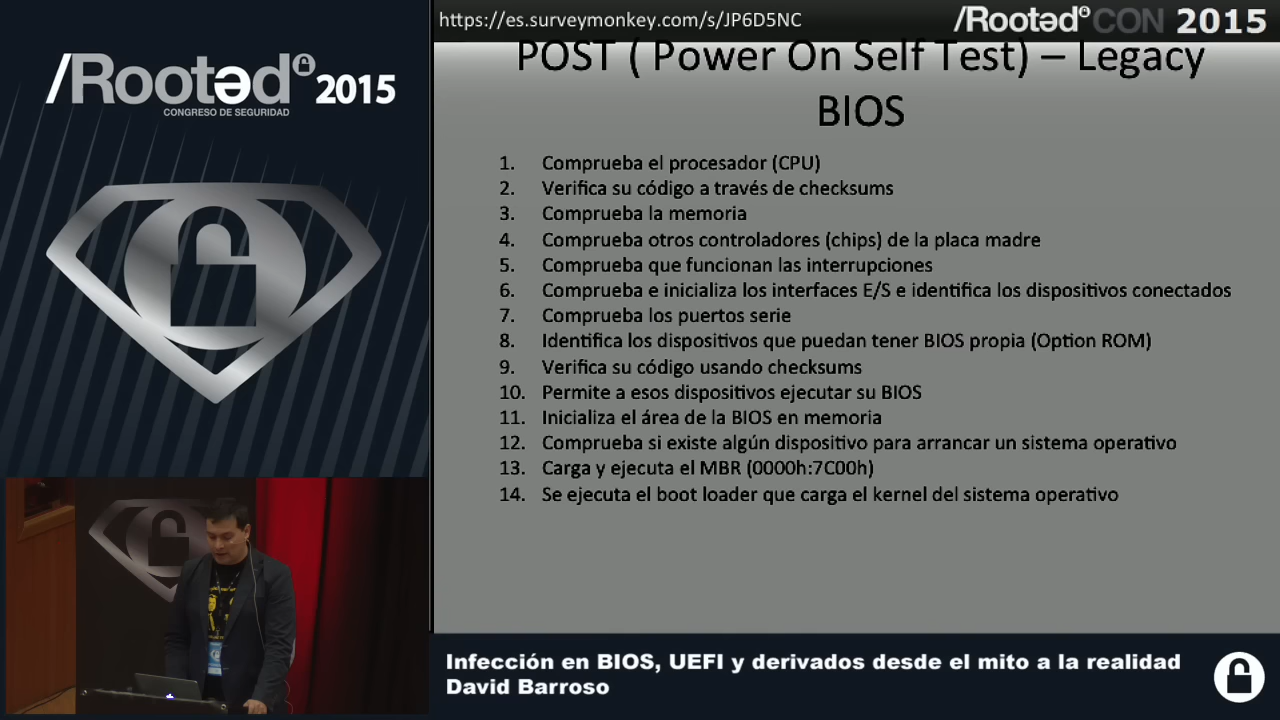 /Rootəd 2015
CONGRESO DE SEGURIDAD
https://es.surveymonkey.com/s/JP6D5NC
/Rootəd CON 2015
POST ( Power On Self Test) – Legacy
BIOS
1. Comprueba el procesador (CPU)
2. Verifica su código a través de checksums
3. Comprueba la memoria
4. Comprueba otros controladores (chips) de la placa madre
5. Comprueba que funcionan las interrupciones
6. Comprueba e inicializa los interfaces E/S e identifica los dispositivos conectados
7. Comprueba los puertos serie
8. Identifica los dispositivos que puedan tener BIOS propia (Option ROM)
9. Verifica su código usando checksums
10. Permite a esos dispositivos ejecutar su BIOS
11. Inicializa el área de la BIOS en memoria
12. Comprueba si existe algún dispositivo para arrancar un sistema operativo
13. Carga y ejecuta el MBR (0000h:7C00h)
14. Se ejecuta el boot loader que carga el kernel del sistema operativo
Infección en BIOS, UEFI y derivados desde el mito a la realidad
David Barroso